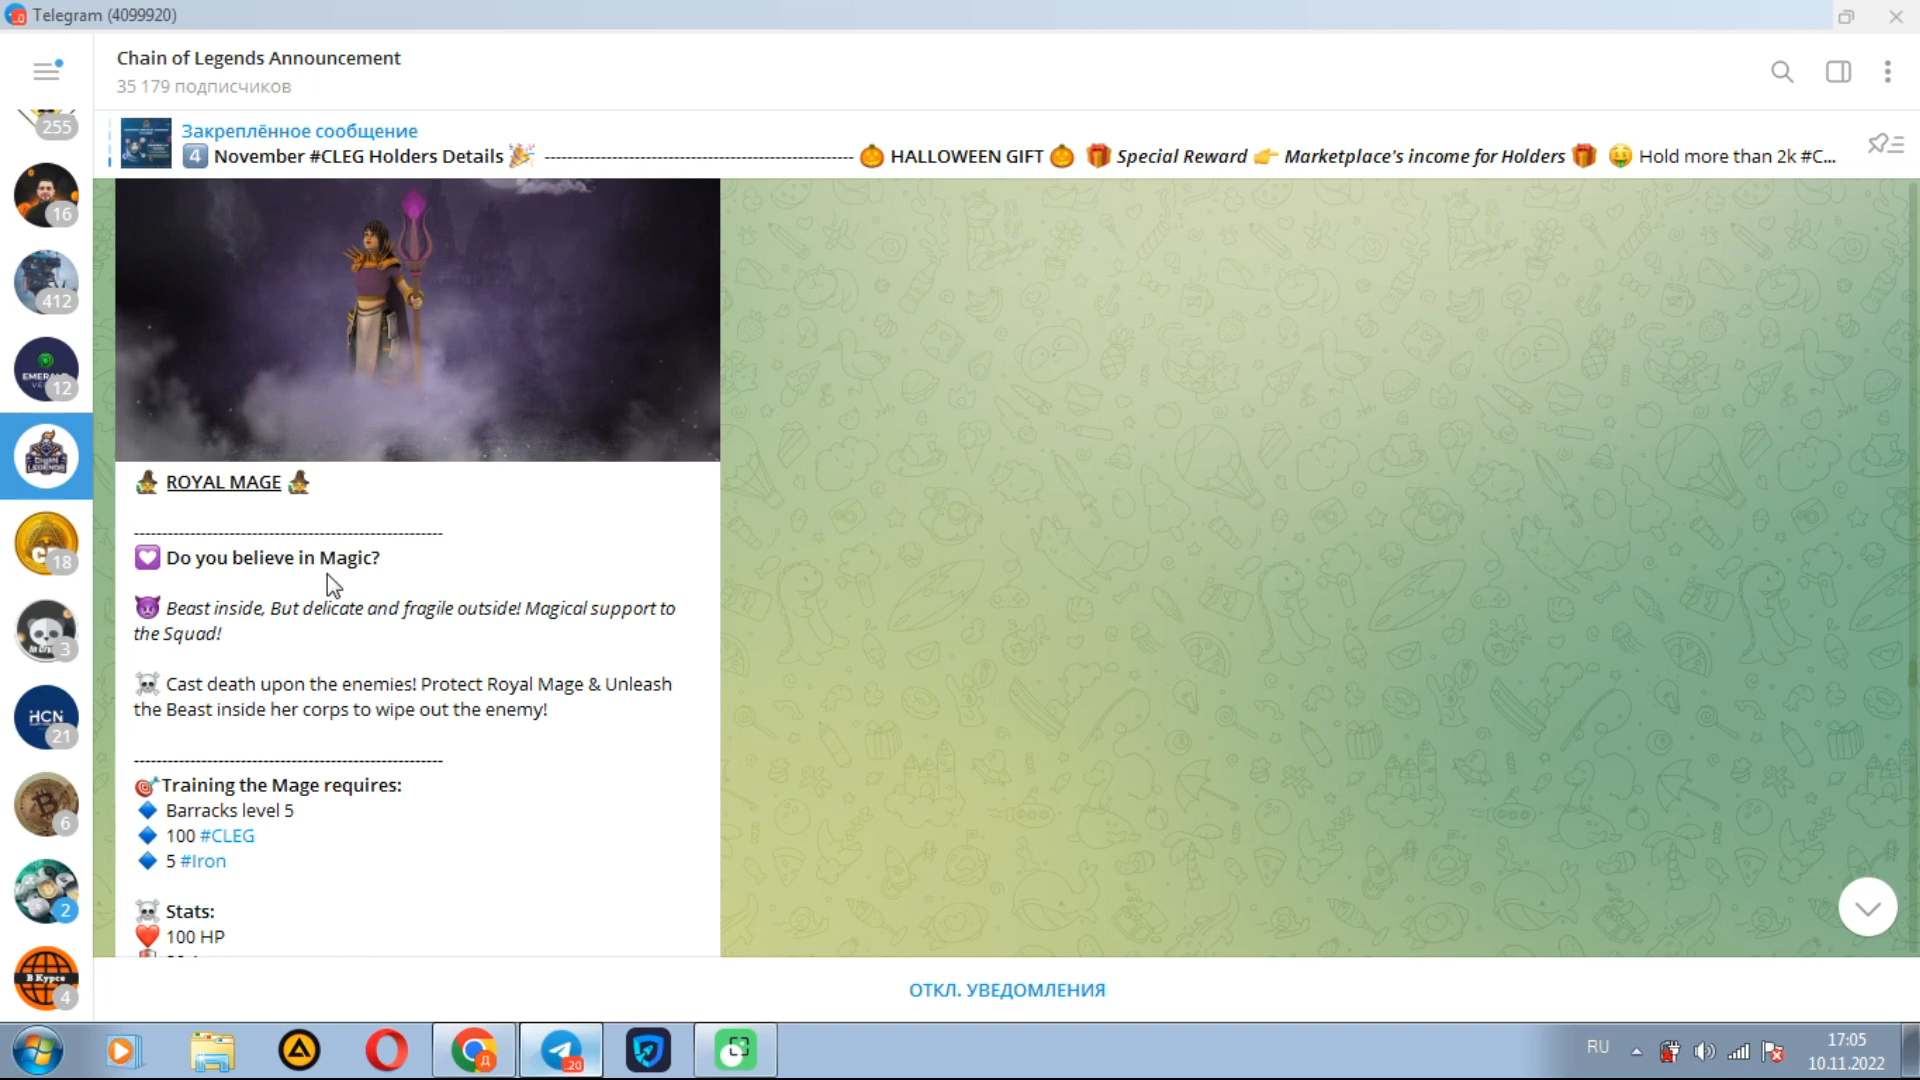 Telegram (4099920)
Chain of Legends Announcement
35 179 подписчиков
Закреплённое сообщение
4 November #CLEG Holders Details 🎉 -------------------------------------------------------- 🎃 HALLOWEEN GIFT 🎃 🎁 Special Reward 👉 Marketplace's income for Holders 🎁 🤑 Hold more than 2k #C...
255
16
412
EMERALD
12
CHAIN
LEGENDS
18
3
HCN
21
6
2
В Курсе
4
ROYAL MAGE
--------------------------------------------------------
💟 Do you believe in Magic?
😈 Beast inside, But delicate and fragile outside! Magical support to
the Squad!
☠️ Cast death upon the enemies! Protect Royal Mage & Unleash
the Beast inside her corps to wipe out the enemy!
--------------------------------------------------------
🎯Training the Mage requires:
🔷 Barracks level 5
🔷 100 #CLEG
🔷 5 #Iron
☠️ Stats:
❤️ 100 HP
ОТКЛ. УВЕДОМЛЕНИЯ
Д
.20
RU
17:05
10.11.2022